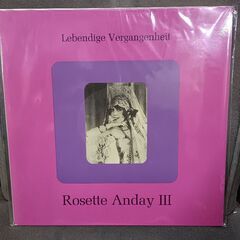 Lebendige Vergangenheit
Rosette Anday III